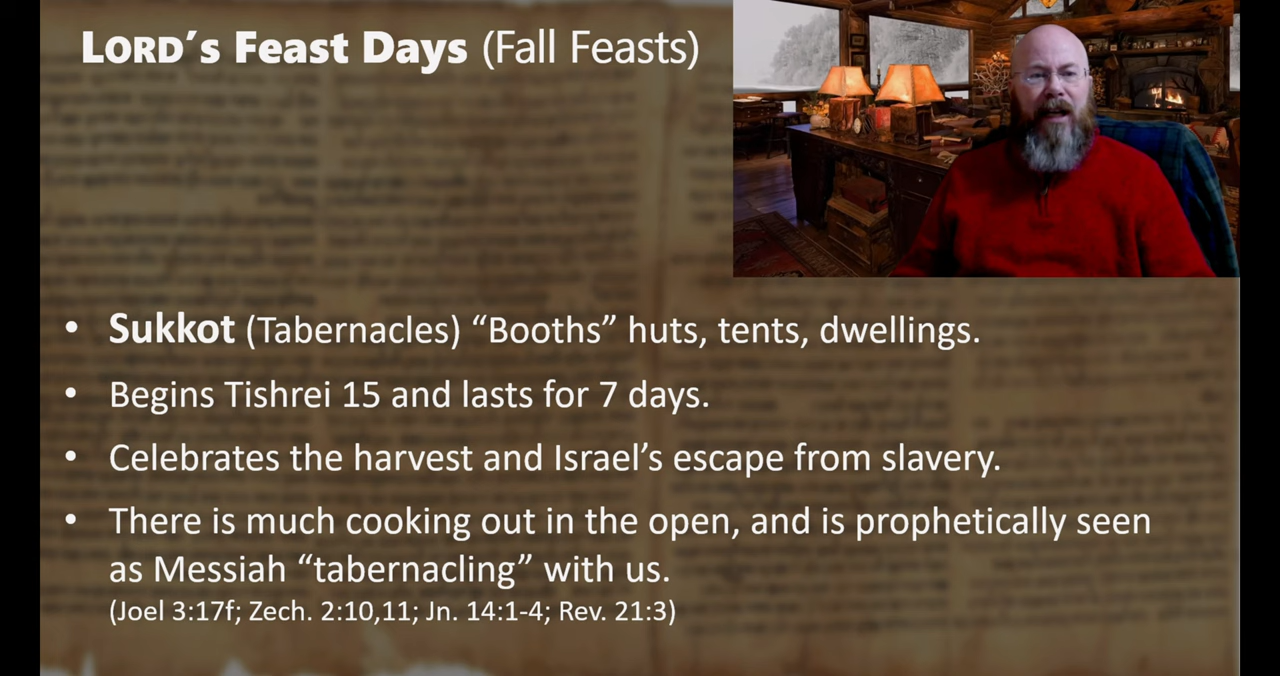 LORD’s Feast Days (Fall Feasts)
• Sukkot (Tabernacles) “Booths” huts, tents, dwellings.
• Begins Tishrei 15 and lasts for 7 days.
• Celebrates the harvest and Israel’s escape from slavery.
• There is much cooking out in the open, and is prophetically seen
as Messiah “tabernacling” with us.
(Joel 3:17f; Zech. 2:10,11; Jn. 14:1-4; Rev. 21:3)